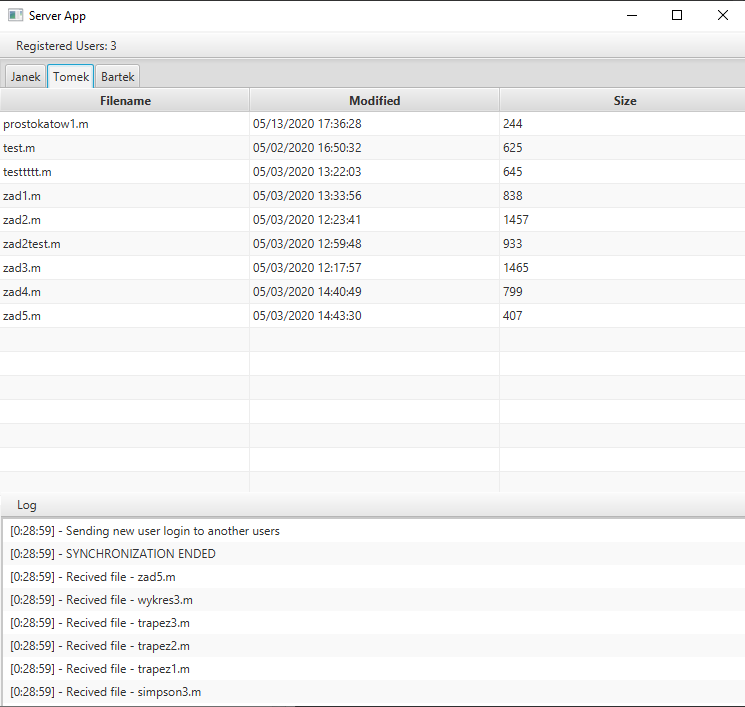 Server App
Registered Users: 3
Janek Tomek Bartek
Filename Modified Size
prostokatow1.m 05/13/2020 17:36:28 244
test.m 05/02/2020 16:50:32 625
testtttt.m 05/03/2020 13:22:03 645
zad1.m 05/03/2020 13:33:56 838
zad2.m 05/03/2020 12:23:41 1457
zad2test.m 05/03/2020 12:59:48 933
zad3.m 05/03/2020 12:17:57 1465
zad4.m 05/03/2020 14:40:49 799
zad5.m 05/03/2020 14:43:30 407
Log
[0:28:59] - Sending new user login to another users
[0:28:59] - SYNCHRONIZATION ENDED
[0:28:59] - Recived file - zad5.m
[0:28:59] - Recived file - wykres3.m
[0:28:59] - Recived file - trapez3.m
[0:28:59] - Recived file - trapez2.m
[0:28:59] - Recived file - trapez1.m
[0:28:59] - Recived file - simpson3.m